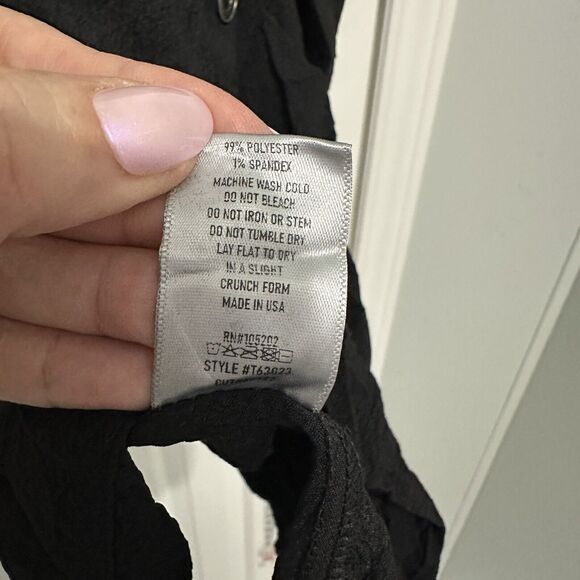 99% POLYESTER
1% SPANDEX
MACHINE WASH COLD
DO NOT BLEACH
DO NOT IRON OR STEM
DO NOT TUMBLE DRY
LAY FLAT TO DRY
IN A SLIGHT
CRUNCH FORM
MADE IN USA
RN#105202
STYLE #T63023